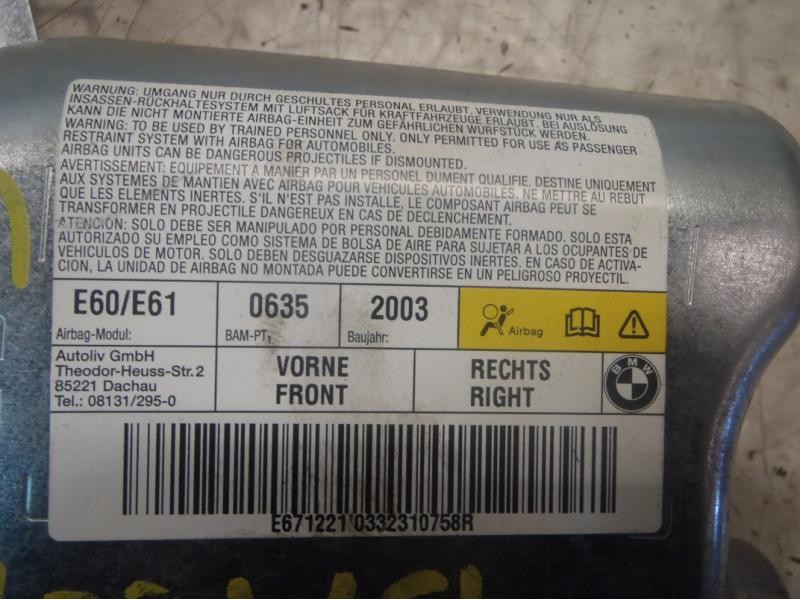 WARNUNG: UMGANG NUR DURCH GESCHULTES PERSONAL ERLAUBT. VERWENDUNG NUR ALS
INSASSEN-RÜCKHALTESYSTEM MIT LUFTSACK FÜR KRAFTFAHRZEUGE ERLAUBT. BEI AUSLÖSUNG
KANN DIE NICHT MONTIERTE AIRBAG-EINHEIT ZUM GEFÄHRLICHEN WURFSTÜCK WERDEN.
WARNING: TO BE USED BY TRAINED PERSONNEL ONLY. ONLY PERMITTED FOR USE AS PASSENGER
RESTRAINT SYSTEM WITH AIRBAG FOR AUTOMOBILES.
AIRBAG UNITS CAN BE DANGEROUS PROJECTILES IF DISMOUNTED.
AVERTISSEMENT: EQUIPEMENT A MANIER PAR UN PERSONNEL DUMENT QUALIFIE. DESTINE UNIQUEMENT
AUX SYSTEMES DE MANTIEN AVEC AIRBAG POUR VEHICULES AUTOMOBILES. NE METTRE AU REBUT
QUE LES ELEMENTS INERTES. S'IL N'EST PAS INSTALLE, LE COMPOSANT AIRBAG PEUT SE
TRANSFORMER EN PROJECTILE DANGEREUX EN CAS DE DECLENCHEMENT.
ATENCIÓN: SOLO DEBE SER MANIPULADO POR PERSONAL DEBIDAMENTE FORMADO. SOLO ESTA
AUTORIZADO SU EMPLEO COMO SISTEMA DE BOLSA DE AIRE PARA SUJETAR A LOS OCUPANTES DE
VEHICULOS DE MOTOR. SOLO DEBEN DESGUAZARSE DISPOSITIVOS INERTES. EN CASO DE ACTIVA-
CION, LA UNIDAD DE AIRBAG NO MONTADA PUEDE CONVERTIRSE EN UN PELIGROSO PROYECTIL.
E60/E61 0635 2003
Airbag-Modul: BAM-PT1 Baujahr: Airbag
Autoliv GmbH
Theodor-Heuss-Str. 2
85221 Dachau
Tel.: 08131/295-0
VORNE RECHTS
FRONT RIGHT
BMW
E671221'0332310758R